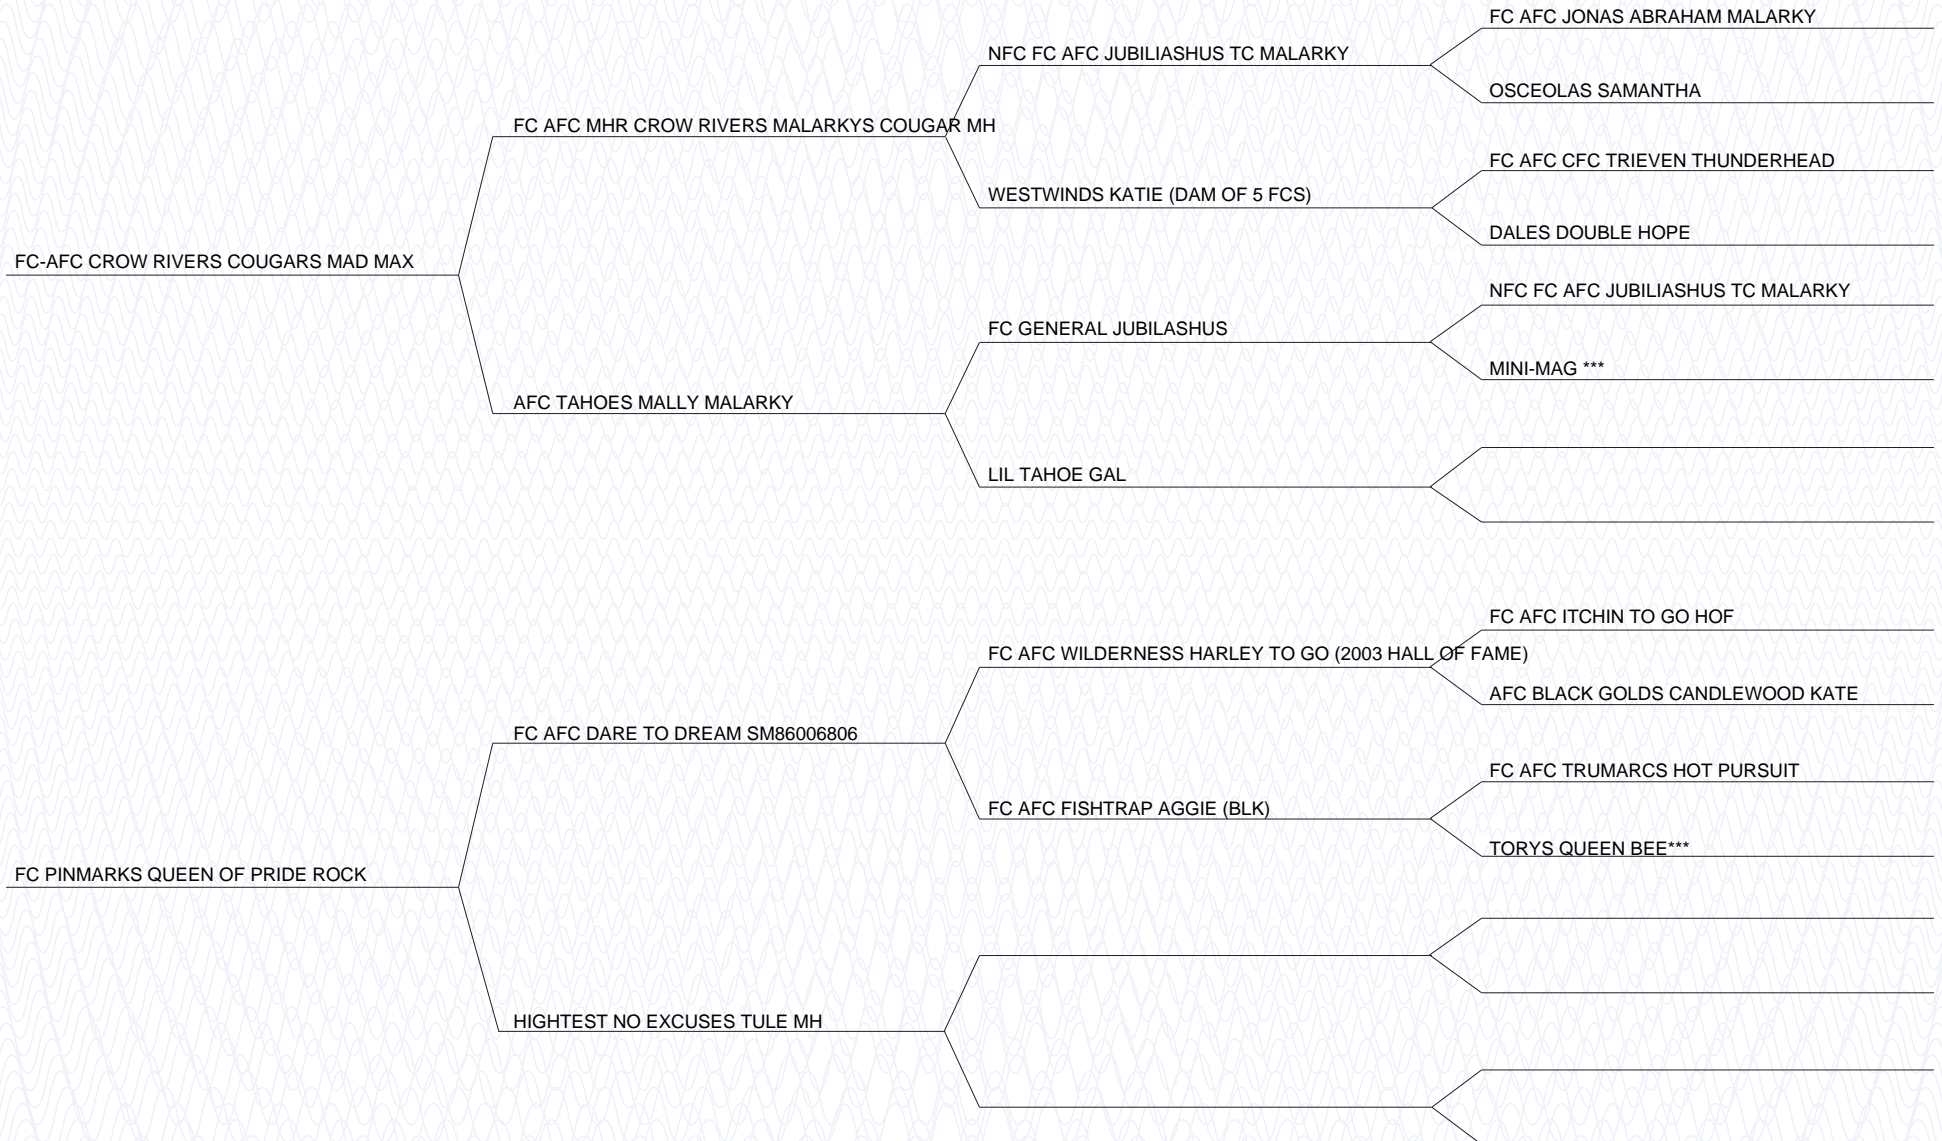 FC AFC JONAS ABRAHAM MALARKY
NFC FC AFC JUBILIASHUS TC MALARKY
OSCEOLAS SAMANTHA
FC AFC MHR CROW RIVERS MALARKYS COUGAR MH
FC AFC CFC TRIEVEN THUNDERHEAD
WESTWINDS KATIE (DAM OF 5 FCS)
DALES DOUBLE HOPE
FC-AFC CROW RIVERS COUGARS MAD MAX
NFC FC AFC JUBILIASHUS TC MALARKY
FC GENERAL JUBILASHUS
MINI-MAG ***
AFC TAHOES MALLY MALARKY
LIL TAHOE GAL
FC AFC ITCHIN TO GO HOF
FC AFC WILDERNESS HARLEY TO GO (2003 HALL OF FAME)
AFC BLACK GOLDS CANDLEWOOD KATE
FC AFC DARE TO DREAM SM86006806
FC AFC TRUMARCS HOT PURSUIT
FC AFC FISHTRAP AGGIE (BLK)
TORYS QUEEN BEE***
FC PINMARKS QUEEN OF PRIDE ROCK
HIGHTEST NO EXCUSES TULE MH